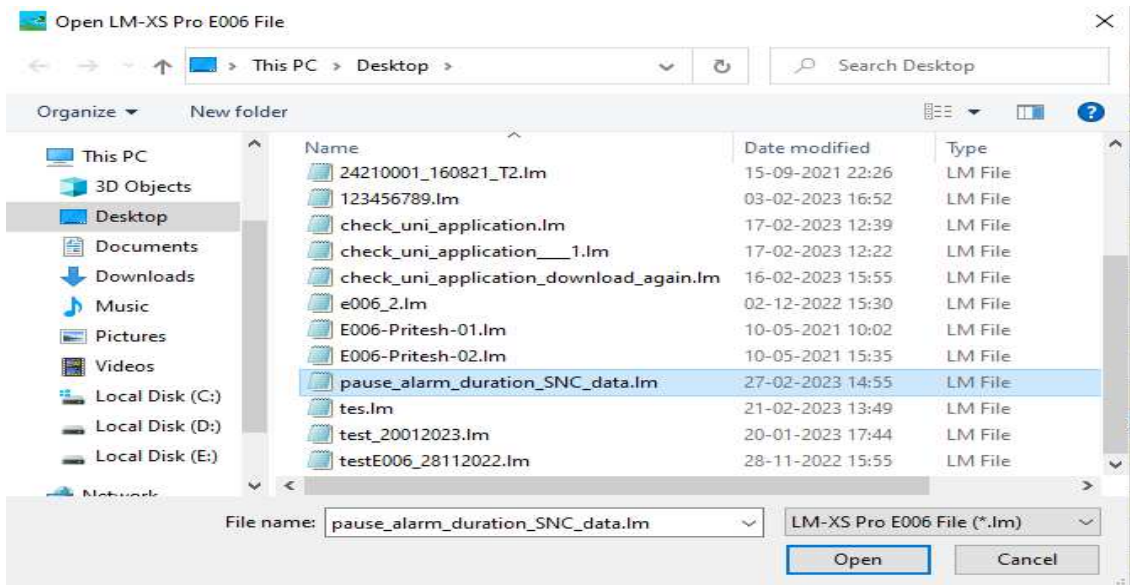 Open LM-XS Pro E006 File
This PC > Desktop >
Search Desktop
Organize
New folder
This PC
3D Objects
Desktop
Documents
Downloads
Music
Pictures
Videos
Local Disk (C:)
Local Disk (D:)
Local Disk (E:)
Network
Name Date modified Type
24210001_160821_T2.lm 15-09-2021 22:26 LM File
123456789.lm 03-02-2023 16:52 LM File
check_uni_application.lm 17-02-2023 12:39 LM File
check_uni_application___1.lm 17-02-2023 12:22 LM File
check_uni_application_download_again.lm 16-02-2023 15:55 LM File
e006_2.lm 02-12-2022 15:30 LM File
E006-Pritesh-01.lm 10-05-2021 10:02 LM File
E006-Pritesh-02.lm 10-05-2021 15:35 LM File
pause_alarm_duration_SNC_data.lm 27-02-2023 14:55 LM File
tes.lm 21-02-2023 13:49 LM File
test_20012023.lm 20-01-2023 17:44 LM File
testE006_28112022.lm 28-11-2022 15:55 LM File
File name: pause_alarm_duration_SNC_data.lm
LM-XS Pro E006 File (*.lm)
Open
Cancel